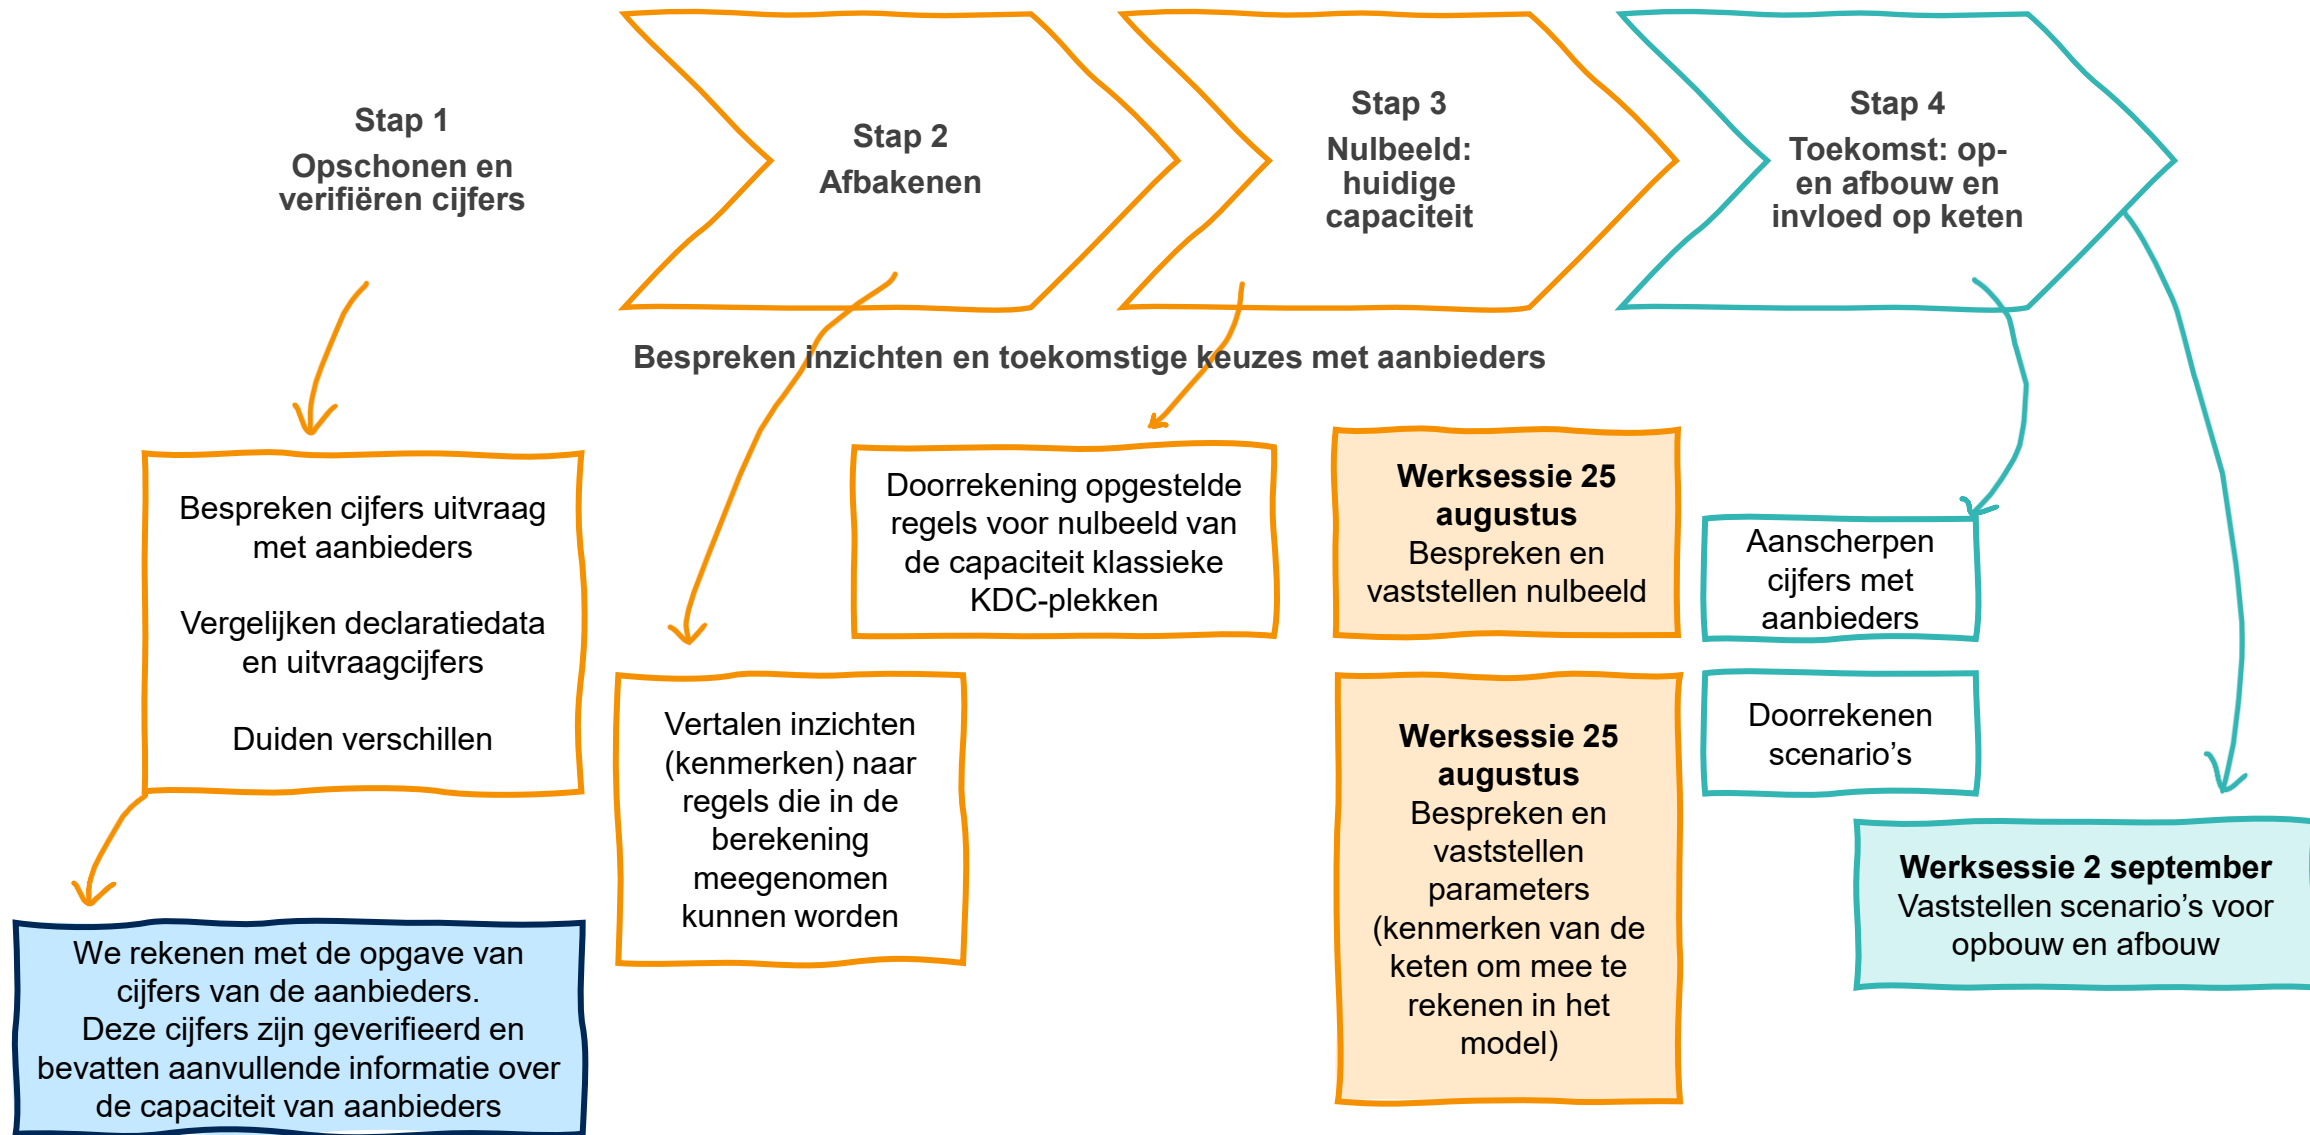 Stap 1
Opschonen en
verifiëren cijfers
Stap 2
Afbakenen
Stap 3
Nulbeeld:
huidige
capaciteit
Stap 4
Toekomst: op-
en afbouw en
invloed op keten
Bespreken inzichten en toekomstige keuzes met aanbieders
Bespreken cijfers uitvraag
met aanbieders
Vergelijken declaratiedata
en uitvraagcijfers
Duiden verschillen
We rekenen met de opgave van
cijfers van de aanbieders.
Deze cijfers zijn geverifieerd en
bevatten aanvullende informatie over
de capaciteit van aanbieders
Vertalen inzichten
(kenmerken) naar
regels die in de
berekening
meegenomen
kunnen worden
Doorrekening opgestelde
regels voor nulbeeld van
de capaciteit klassieke
KDC-plekken
Werksessie 25
augustus
Bespreken en
vaststellen nulbeeld
Werksessie 25
augustus
Bespreken en
vaststellen
parameters
(kenmerken van de
keten om mee te
rekenen in het
model)
Aanscherpen
cijfers met
aanbieders
Doorrekenen
scenario’s
Werksessie 2 september
Vaststellen scenario’s voor
opbouw en afbouw